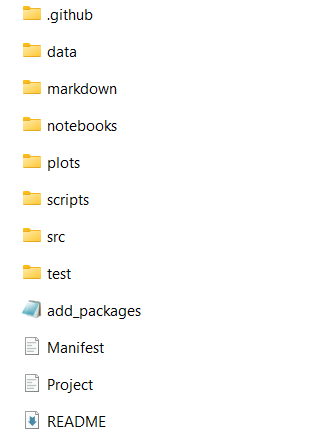 .github
data
markdown
notebooks
plots
scripts
src
test
add_packages
Manifest
Project
README